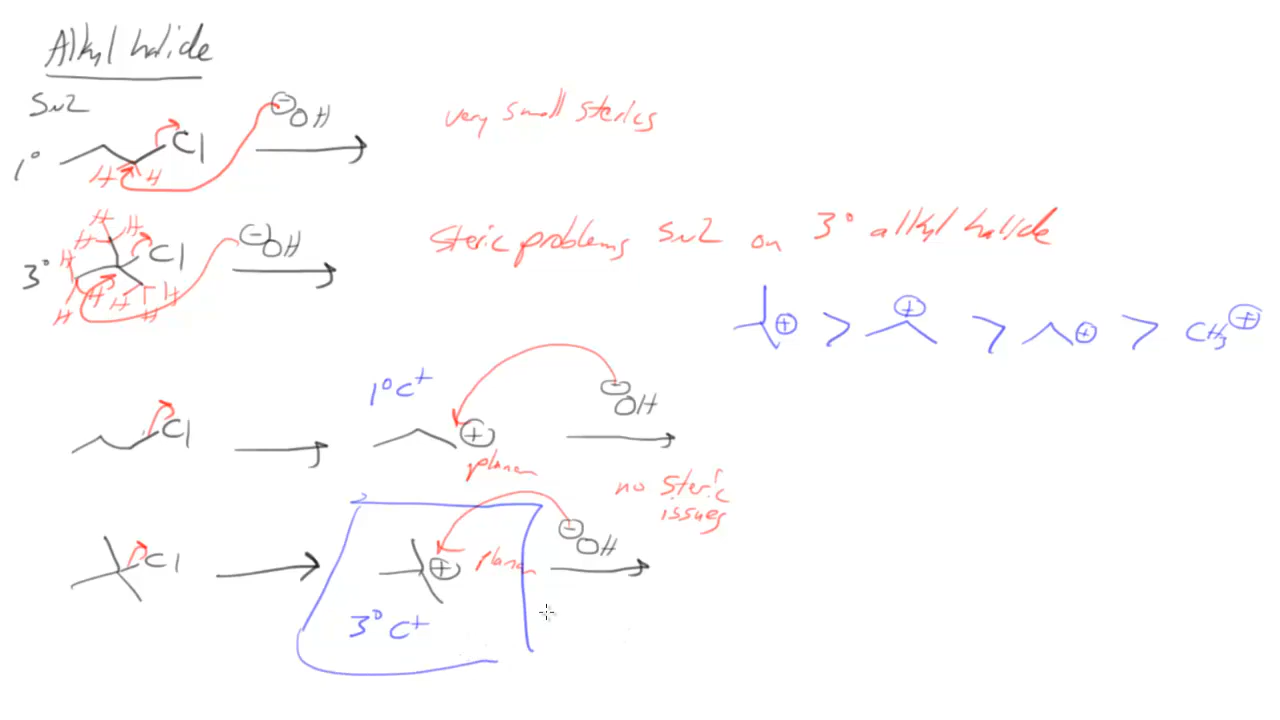 Alkyl halide
SN2
⊖OH
very small sterics
1° Cl
H H
H H
H
3° H Cl ⊖OH
steric problems SN2 on 3° alkyl halide
H H H
H H
⊕ > ⊕ > ⊕ > CH3⊕
1° C+
⊖OH
Cl ⊕
planar
no steric
issues
⊖OH
Cl ⊕ planar
3° C+